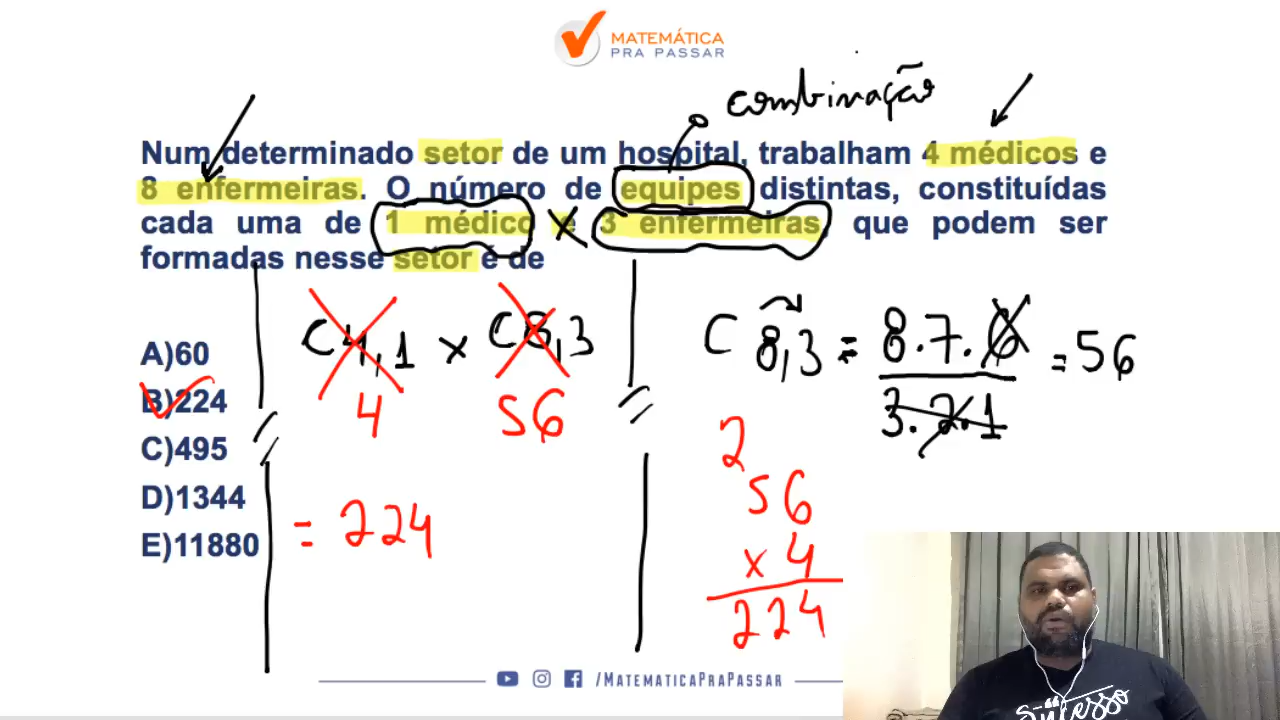 MATEMÁTICA
PRA PASSAR
combinação
Num determinado setor de um hospital, trabalham 4 médicos e
8 enfermeiras. O número de equipes distintas, constituídas
cada uma de 1 médico e 3 enfermeiras que podem ser
formadas nesse setor é de
x
A)60
B)224
C)495
D)1344
E)11880
C4,1 x C8,3
4 56
= 224
C 8,3 = 8.7.6 = 56
3.2.1
2
56
x 4
224
/MATEMATICAPRAPASSAR
SUCESSO